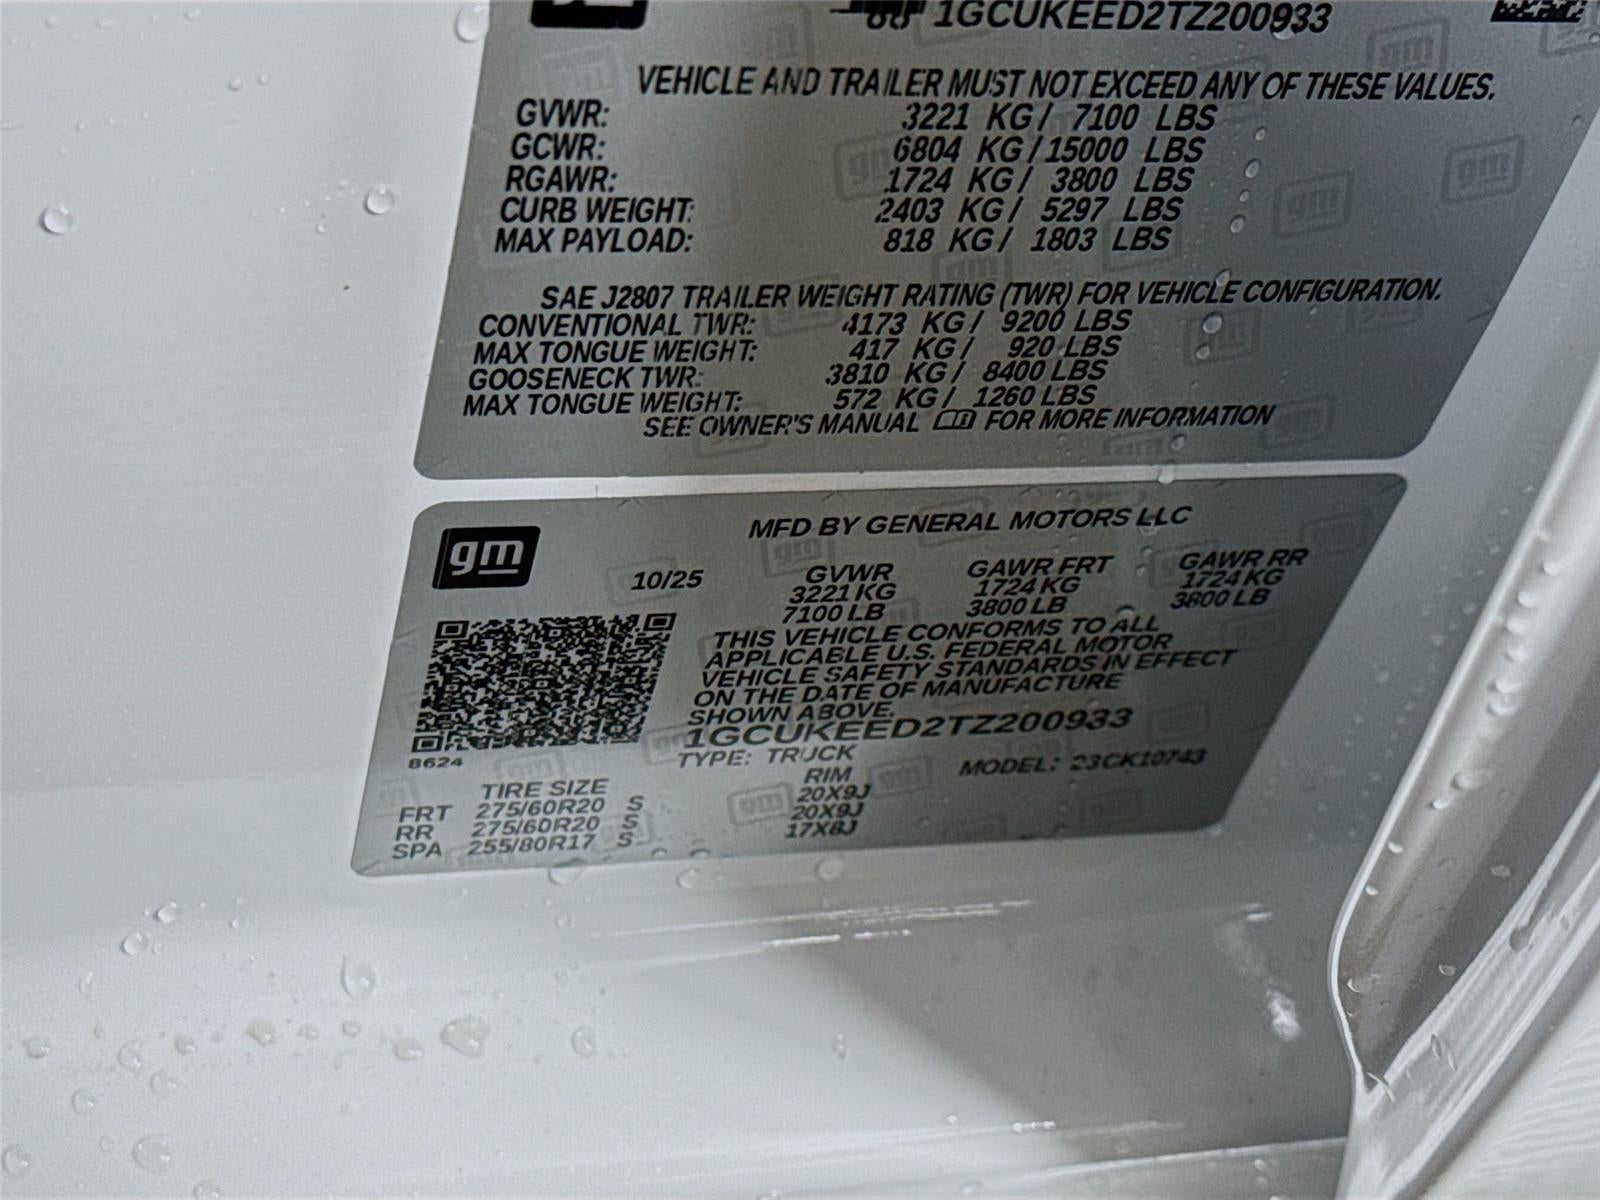 1GCUKEED2TZ200933
VEHICLE AND TRAILER MUST NOT EXCEED ANY OF THESE VALUES.
GVWR: 3221 KG / 7100 LBS
GCWR: 6804 KG / 15000 LBS
RGAWR: 1724 KG / 3800 LBS
CURB WEIGHT: 2403 KG / 5297 LBS
MAX PAYLOAD: 818 KG / 1803 LBS
SAE J2807 TRAILER WEIGHT RATING (TWR) FOR VEHICLE CONFIGURATION.
CONVENTIONAL TWR: 4173 KG / 9200 LBS
MAX TONGUE WEIGHT: 417 KG / 920 LBS
GOOSENECK TWR: 3810 KG / 8400 LBS
MAX TONGUE WEIGHT: 572 KG / 1260 LBS
SEE OWNER'S MANUAL FOR MORE INFORMATION
MFD BY GENERAL MOTORS LLC
gm
10/25
GVWR GAWR FRT GAWR RR
3221 KG 1724 KG 1724 KG
7100 LB 3800 LB 3800 LB
THIS VEHICLE CONFORMS TO ALL
APPLICABLE U.S. FEDERAL MOTOR
VEHICLE SAFETY STANDARDS IN EFFECT
ON THE DATE OF MANUFACTURE
SHOWN ABOVE.
1GCUKEED2TZ200933
TYPE: TRUCK MODEL: 23CK10743
8624
TIRE SIZE RIM
FRT 275/60R20 S 20X9J
RR 275/60R20 S 20X9J
SPA 255/80R17 S 17X8J